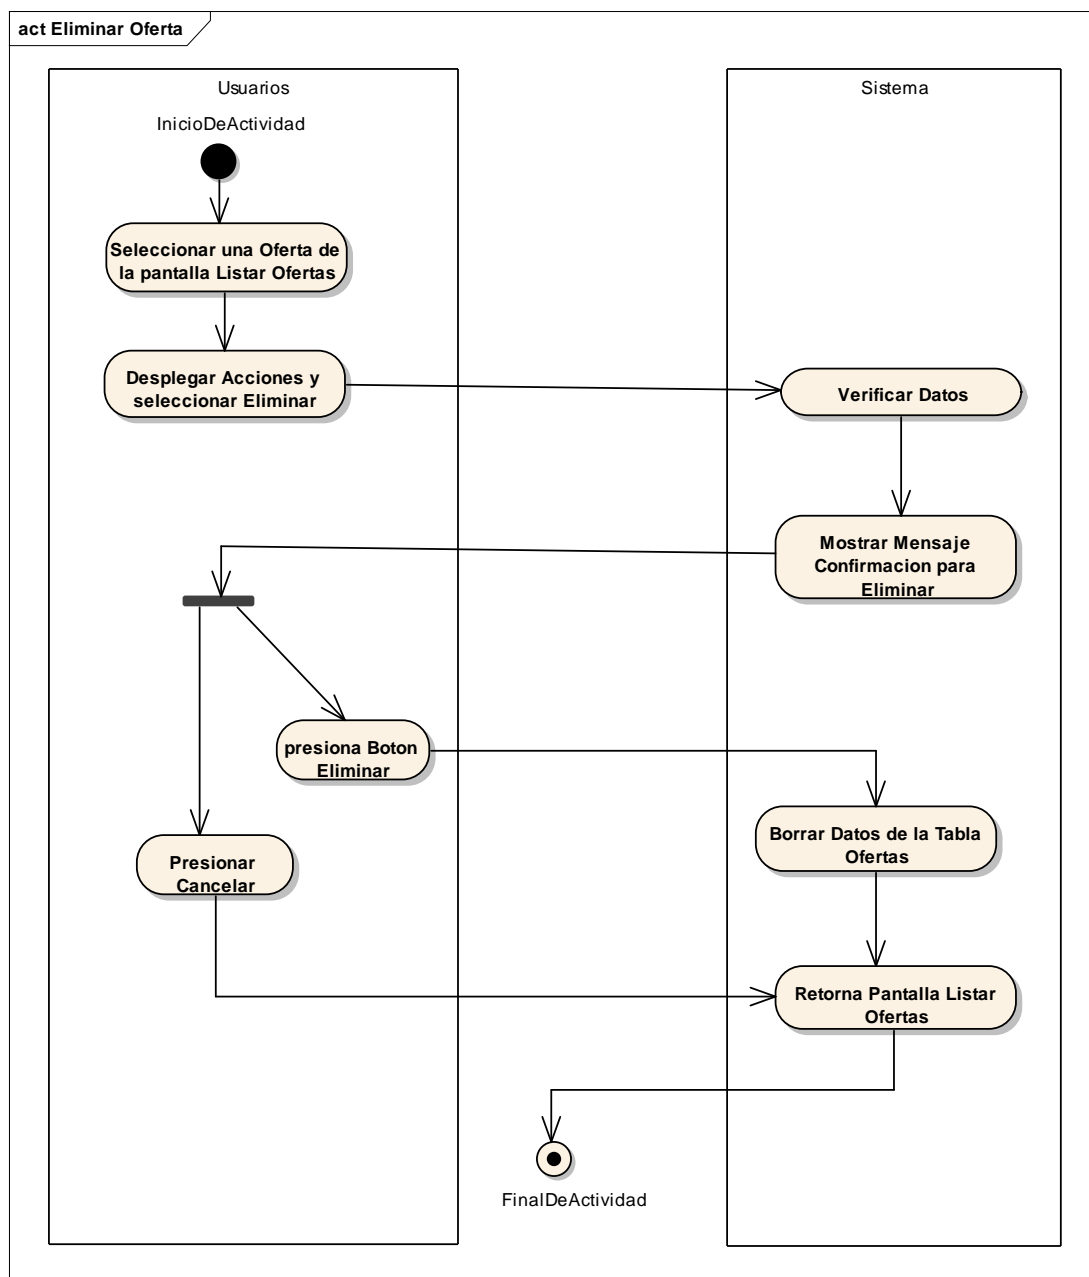 act Eliminar Oferta
Usuarios
Sistema
InicioDeActividad
Seleccionar una Oferta de
la pantalla Listar Ofertas
Desplegar Acciones y
seleccionar Eliminar
Verificar Datos
Mostrar Mensaje
Confirmacion para
Eliminar
presiona Boton
Eliminar
Borrar Datos de la Tabla
Ofertas
Presionar
Cancelar
Retorna Pantalla Listar
Ofertas
FinalDeActividad